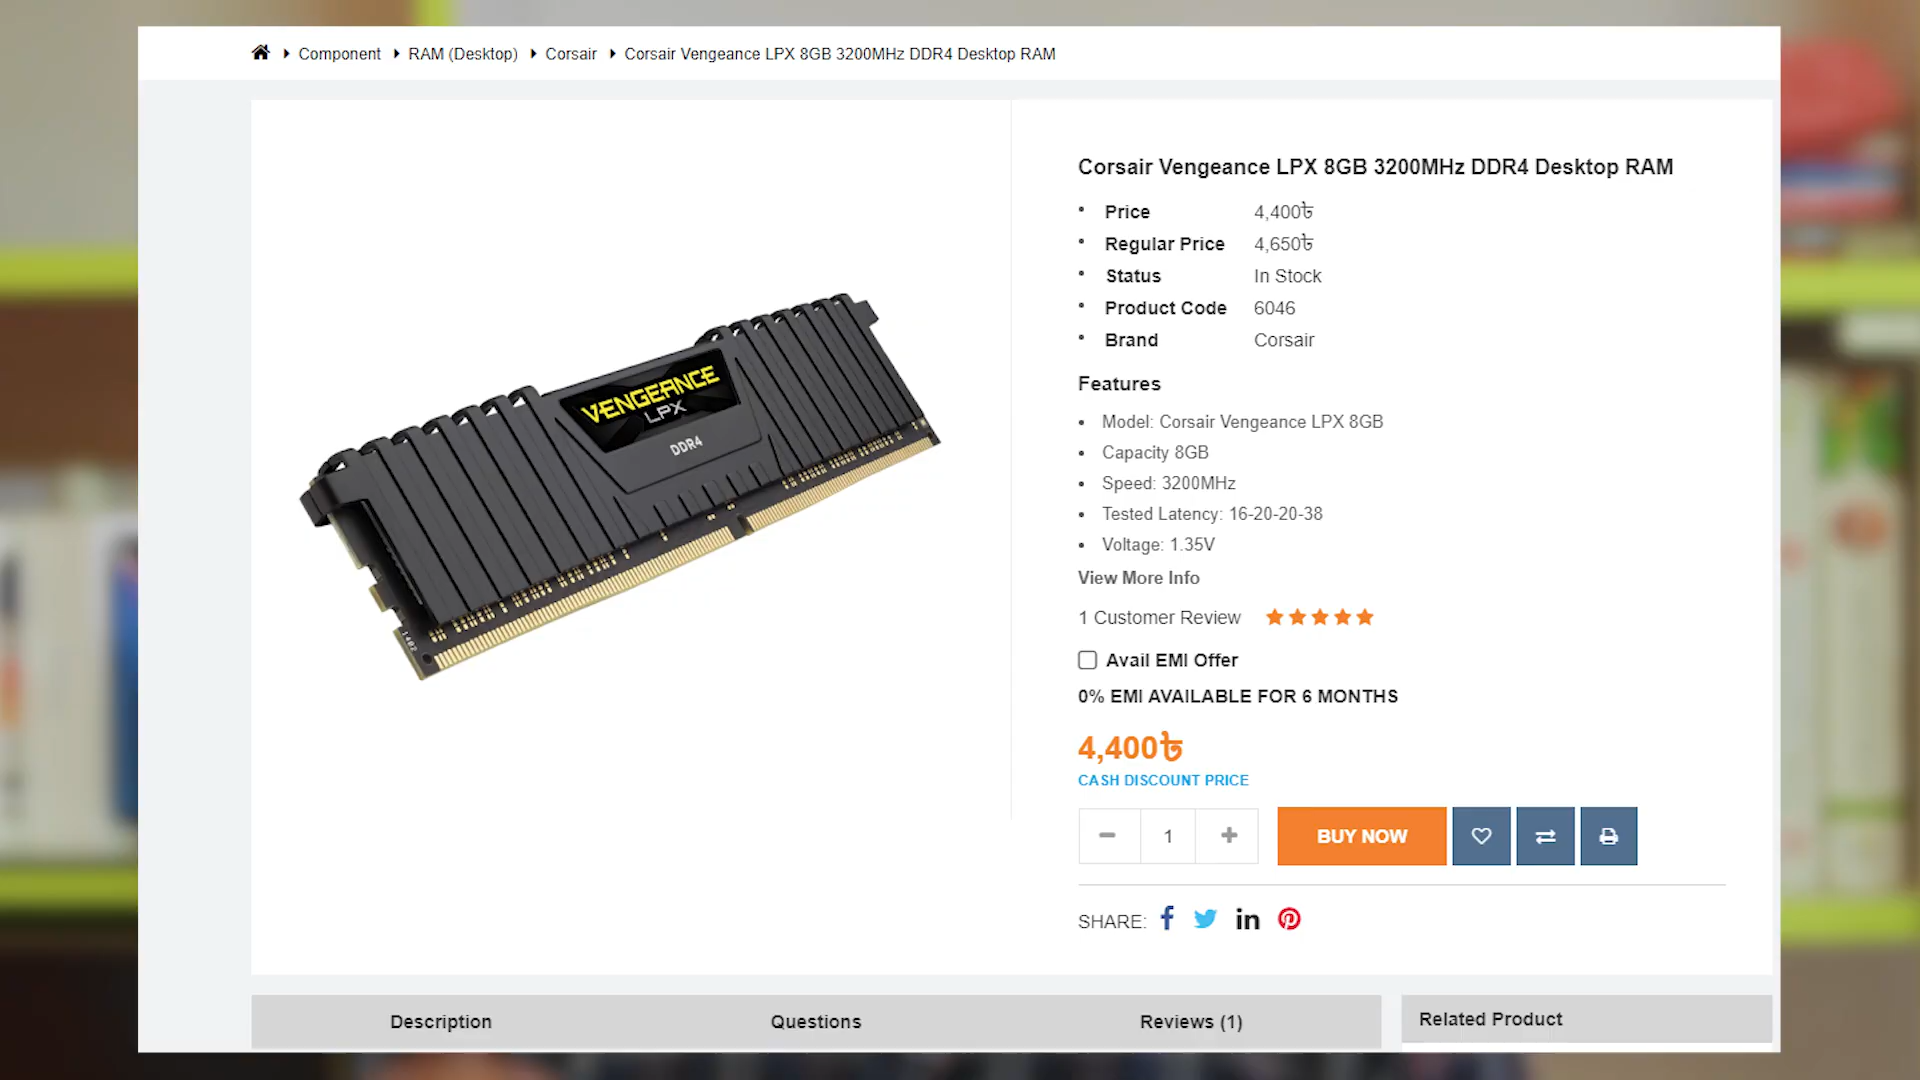 Component RAM (Desktop) Corsair Corsair Vengeance LPX 8GB 3200MHz DDR4 Desktop RAM
VENGEANCE
LPX
DDR4
Corsair Vengeance LPX 8GB 3200MHz DDR4 Desktop RAM
Price 4,400৳
Regular Price 4,650৳
Status In Stock
Product Code 6046
Brand Corsair
Features
Model: Corsair Vengeance LPX 8GB
Capacity 8GB
Speed: 3200MHz
Tested Latency: 16-20-20-38
Voltage: 1.35V
View More Info
1 Customer Review
Avail EMI Offer
0% EMI AVAILABLE FOR 6 MONTHS
4,400৳
CASH DISCOUNT PRICE
1 BUY NOW
SHARE:
Description Questions Reviews (1) Related Product